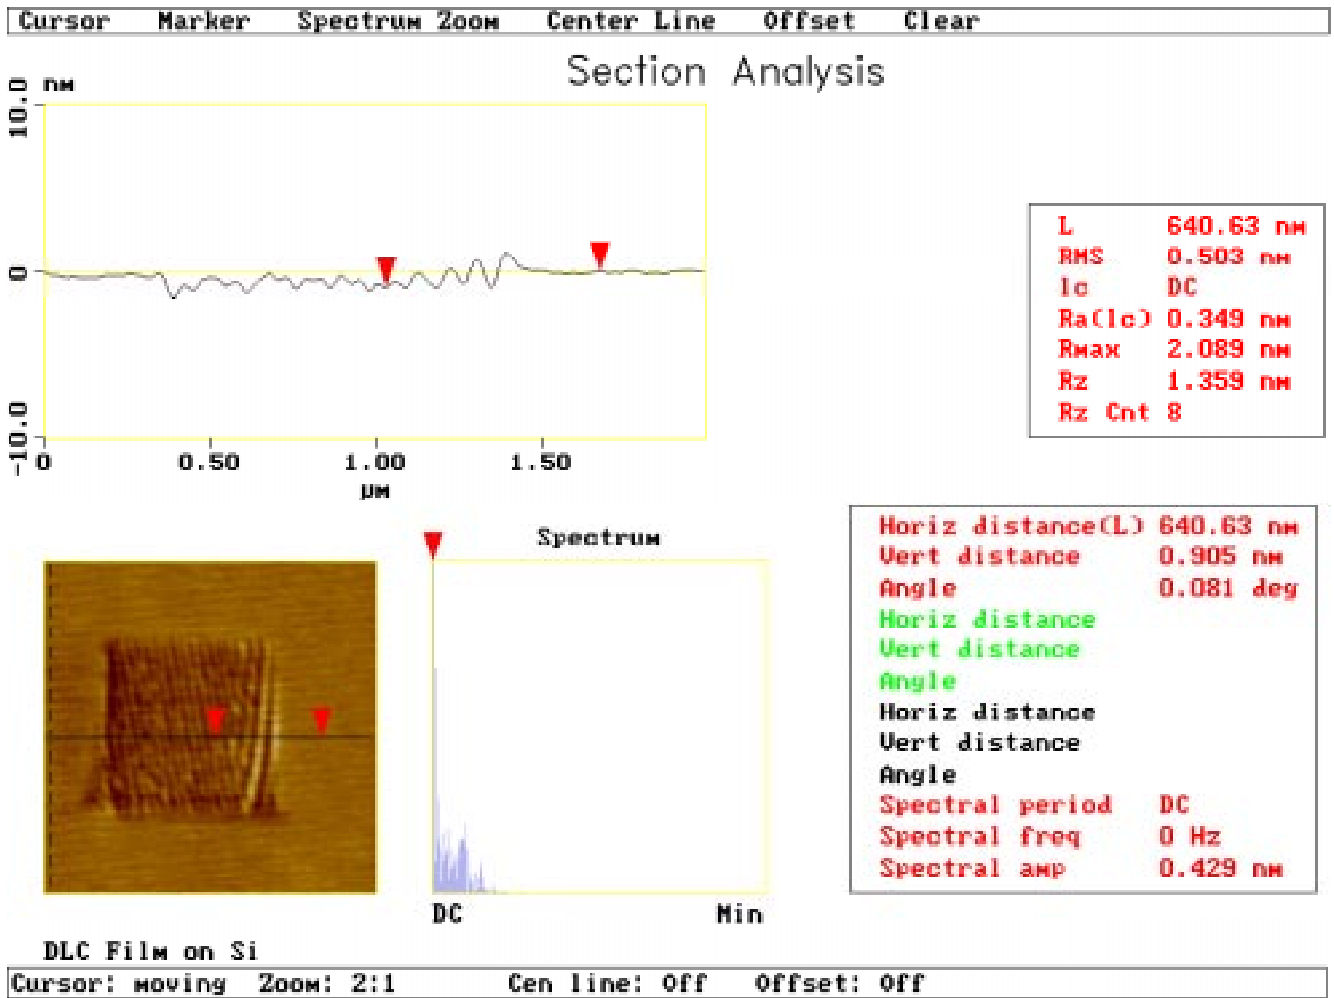 Cursor Marker Spectrum Zoom Center Line Offset Clear
Section Analysis
10.0 nm
0
-10.0
0 0.50 1.00 1.50
µm
L 640.63 nm
RMS 0.503 nm
lc DC
Ra(lc) 0.349 nm
Rmax 2.089 nm
Rz 1.359 nm
Rz Cnt 8
Spectrum
DC Min
Horiz distance(L) 640.63 nm
Vert distance 0.905 nm
Angle 0.081 deg
Horiz distance
Vert distance
Angle
Horiz distance
Vert distance
Angle
Spectral period DC
Spectral freq 0 Hz
Spectral amp 0.429 nm
DLC Film on Si
Cursor: moving Zoom: 2:1 Cen line: Off Offset: Off